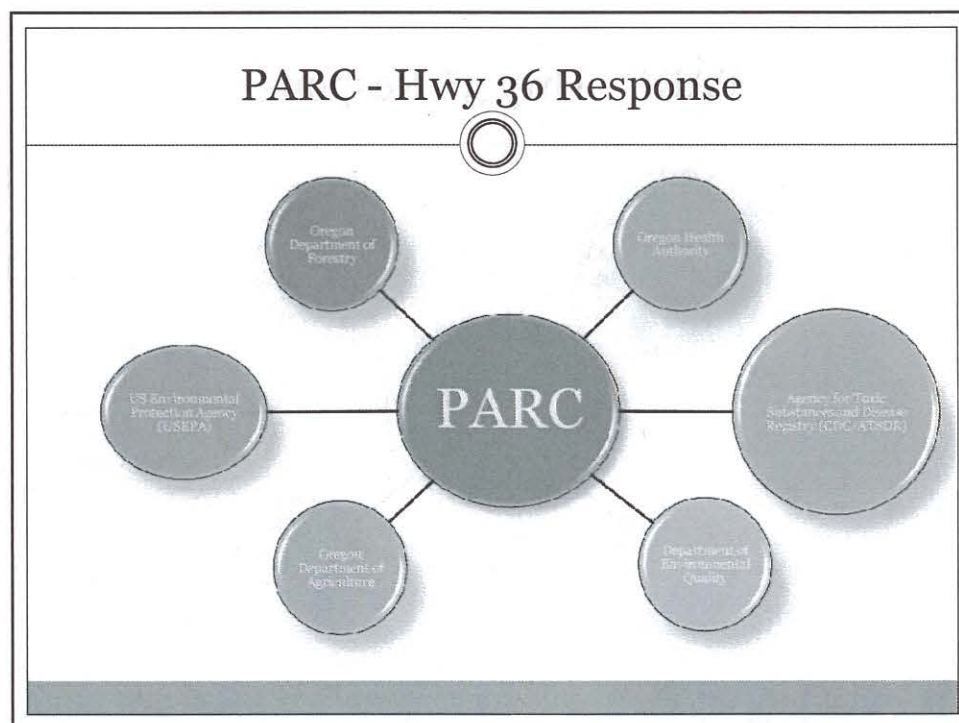 PARC - Hwy 36 Response
Oregon
Department of
Forestry
Oregon Health
Authority
US Environmental
Protection Agency
(USEPA)
PARC
Agency for Toxic
Substances and Disease
Registry (CDC/ATSDR)
Oregon
Department of
Agriculture
Department of
Environmental
Quality